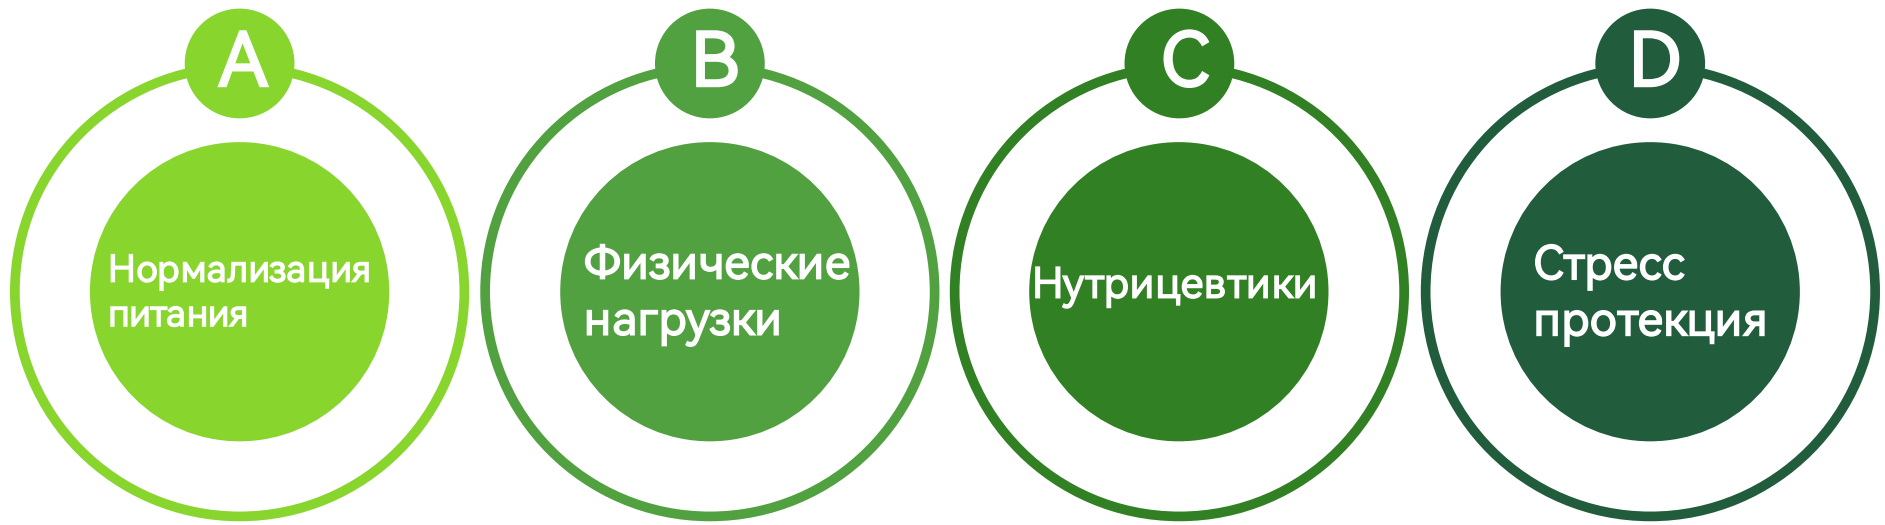 A
Нормализация
питания
B
Физические
нагрузки
C
Нутрицевтики
D
Стресс
протекция